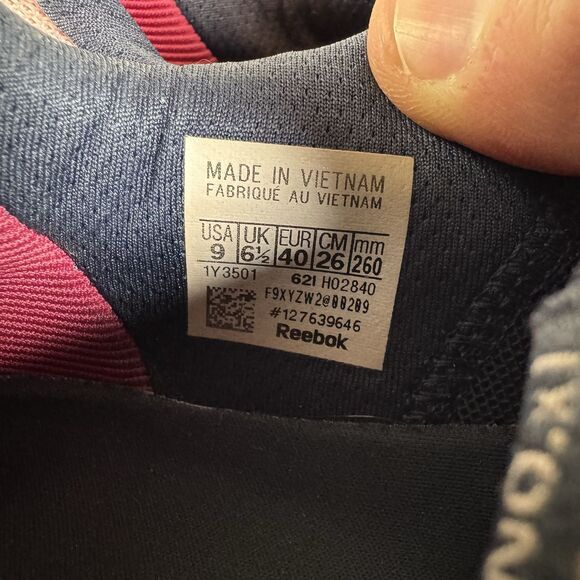 MADE IN VIETNAM
FABRIQUÉ AU VIETNAM
USA UK EUR CM mm
9 6½ 40 26 260
1Y3501 62I H02840
F9XYZW2@00209
#127639646
Reebok